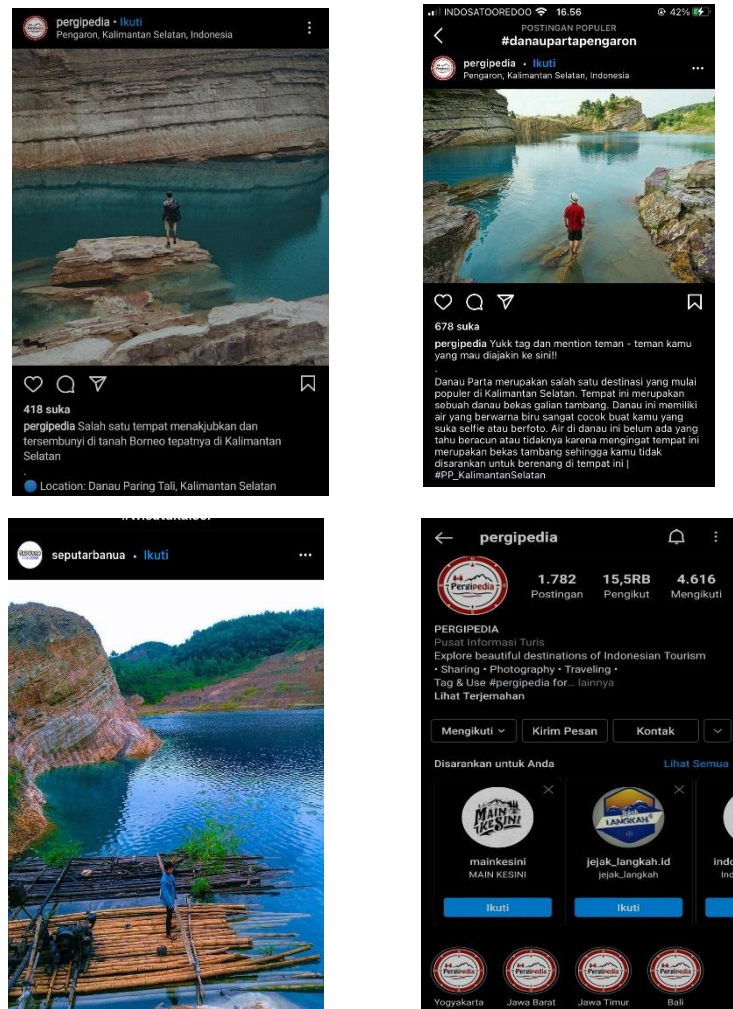 pergipedia • Ikuti
Pengaron, Kalimantan Selatan, Indonesia
418 suka
pergipedia Salah satu tempat menakjubkan dan
tersembunyi di tanah Borneo tepatnya di Kalimantan
Selatan
.
Location: Danau Paring Tali, Kalimantan Selatan
INDOSATOOREDOO 16.56 42%
POSTINGAN POPULER
#danaupartapengaron
pergipedia • Ikuti
Pengaron, Kalimantan Selatan, Indonesia
678 suka
pergipedia Yukk tag dan mention teman - teman kamu
yang mau diajakin ke sini!!
.
Danau Parta merupakan salah satu destinasi yang mulai
populer di Kalimantan Selatan. Tempat ini merupakan
sebuah danau bekas galian tambang. Danau ini memiliki
air yang berwarna biru sangat cocok buat kamu yang
suka selfie atau berfoto. Air di danau ini belum ada yang
tahu beracun atau tidaknya karena mengingat tempat ini
merupakan bekas tambang sehingga kamu tidak
disarankan untuk berenang di tempat ini |
#PP_KalimantanSelatan
seputarbanua • Ikuti
pergipedia
Pergipedia
1.782 15,5RB 4.616
Postingan Pengikut Mengikuti
PERGIPEDIA
Pusat Informasi Turis
Explore beautiful destinations of Indonesian Tourism
• Sharing • Photography • Traveling •
Tag & Use #pergipedia for... lainnya
Lihat Terjemahan
Mengikuti Kirim Pesan Kontak
Disarankan untuk Anda Lihat Semua
MAIN KE SINI
Jejak LANGKAH
mainkesini jejak_langkah.id indo
MAIN KESINI jejak_langkah
Ikuti Ikuti
Pergipedia Pergipedia Pergipedia Pergipedia
Yogyakarta Jawa Barat Jawa Timur Bali